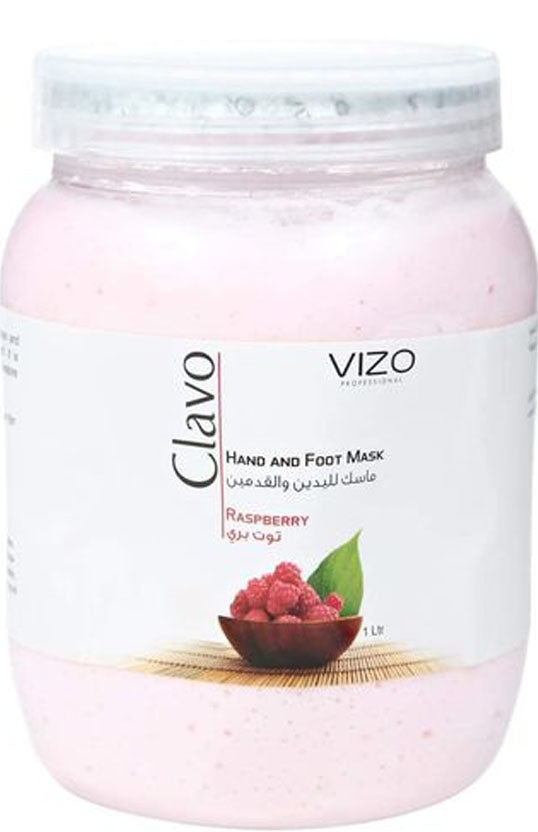 Clavo
VIZO
PROFESSIONAL
HAND AND FOOT MASK
ماسك لليدين والقدمين
RASPBERRY
توت بري
1 Ltr